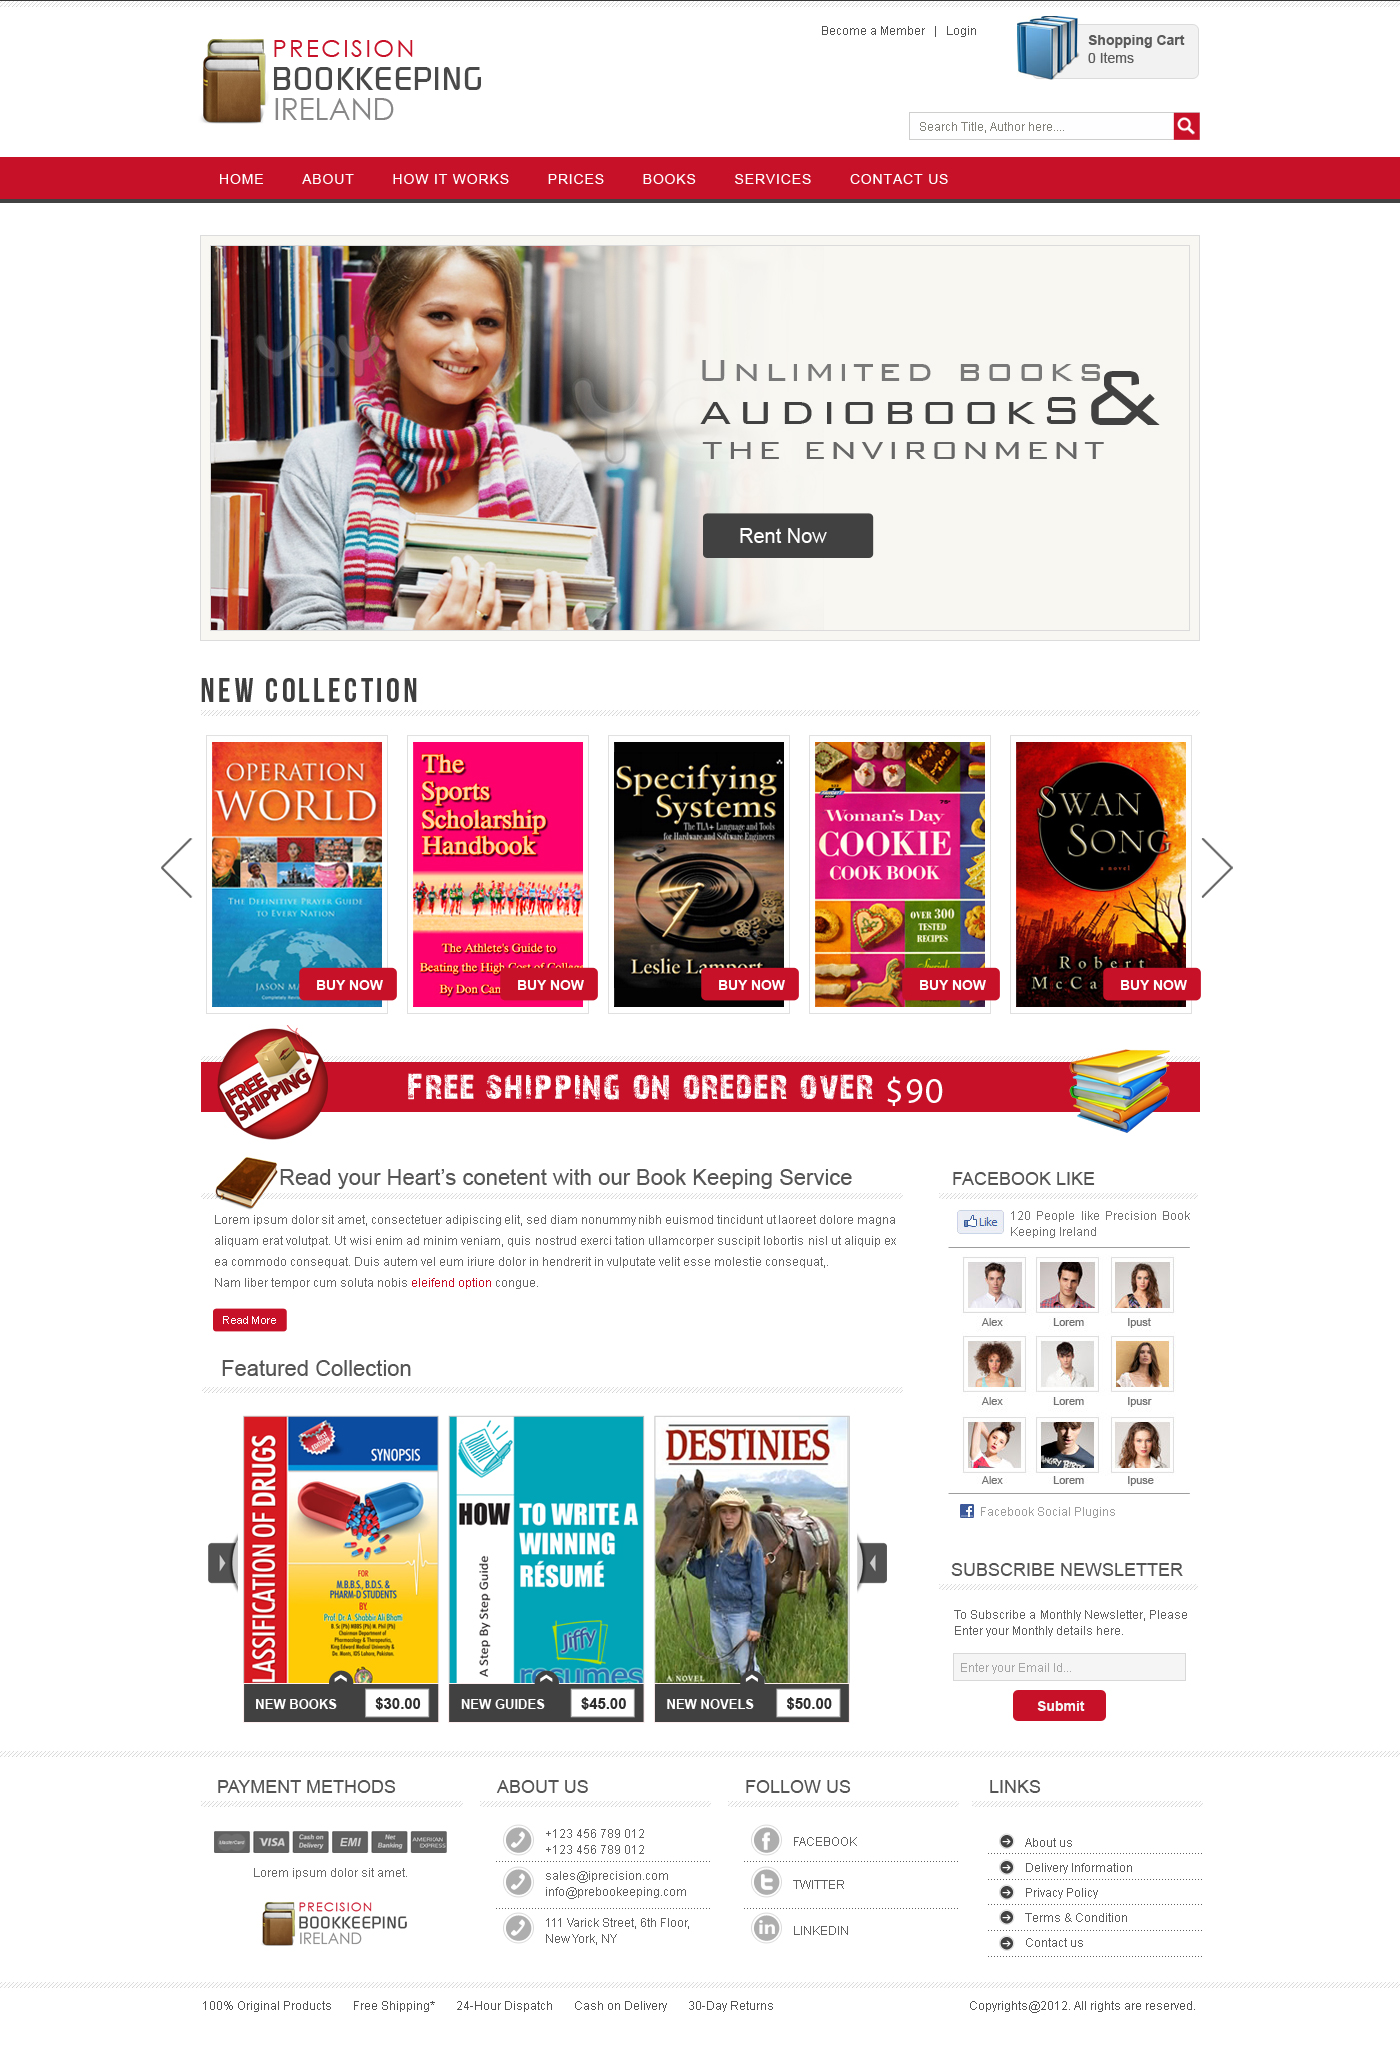 Become a Member | Login
Shopping Cart
0 Items
PRECISION
BOOKKEEPING
IRELAND
Search Title, Author here....
HOME ABOUT HOW IT WORKS PRICES BOOKS SERVICES CONTACT US
yay
UNLIMITED BOOKS
AUDIOBOOKS &
THE ENVIRONMENT
Rent Now
NEW COLLECTION
OPERATION
WORLD
THE DEFINITIVE PRAYER GUIDE
TO EVERY NATION
JASON
BUY NOW
The
Sports
Scholarship
Handbook
The Athlete's Guide to
Beating the High Cost of College
By Don
BUY NOW
Specifying
Systems
The TLA+ Language and Tools
for Hardware and Software Engineers
Leslie Lamport
BUY NOW
Woman's Day
COOKIE
COOK BOOK
OVER 300
TESTED
RECIPES
BUY NOW
SWAN
SONG
a novel
Robert
BUY NOW
FREE SHIPPING
FREE SHIPPING ON OREDER OVER $90
Read your Heart's conetent with our Book Keeping Service
Lorem ipsum dolor sit amet, consectetuer adipiscing elit, sed diam nonummy nibh euismod tincidunt ut laoreet dolore magna
aliquam erat volutpat. Ut wisi enim ad minim veniam, quis nostrud exerci tation ullamcorper suscipit lobortis nisl ut aliquip ex
ea commodo consequat. Duis autem vel eum iriure dolor in hendrerit in vulputate velit esse molestie consequat,.
Nam liber tempor cum soluta nobis eleifend option congue.
Read More
FACEBOOK LIKE
Like
120 People like Precision Book
Keeping Ireland
Alex Lorem Ipust
Alex Lorem Ipusr
Alex Lorem Ipuse
Facebook Social Plugins
Featured Collection
LASSIFICATION OF DRUGS
SYNOPSIS
FOR
M.B.B.S., B.D.S. &
PHARM-D STUDENTS
BY
Prof. Dr. A. Shabbir Ali Bhatti
NEW BOOKS $30.00
HOW TO WRITE A
WINNING
RÉSUMÉ
A Step By Step Guide
Jiffy
resumes
NEW GUIDES $45.00
DESTINIES
A NOVEL
NEW NOVELS $50.00
SUBSCRIBE NEWSLETTER
To Subscribe a Monthly Newsletter, Please
Enter your Monthly details here.
Enter your Email Id...
Submit
PAYMENT METHODS
MasterCard VISA Cash on Delivery EMI Net Banking AMERICAN EXPRESS
Lorem ipsum dolor sit amet.
PRECISION
BOOKKEEPING
IRELAND
ABOUT US
+123 456 789 012
+123 456 789 012
sales@iprecision.com
info@prebookeeping.com
111 Varick Street, 6th Floor,
New York, NY
FOLLOW US
FACEBOOK
TWITTER
LINKEDIN
LINKS
About us
Delivery Information
Privacy Policy
Terms & Condition
Contact us
100% Original Products Free Shipping* 24-Hour Dispatch Cash on Delivery 30-Day Returns
Copyrights@2012. All rights are reserved.